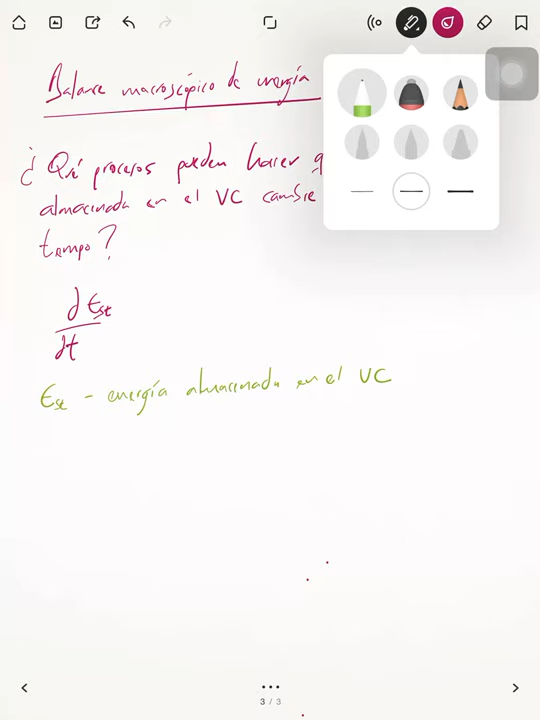 Balance macroscópico de energía
¿Qué procesos pueden hacer q
almacenada en el VC cambie
tiempo?
dEst
dt
Est - energía almacenada en el VC
3 / 3